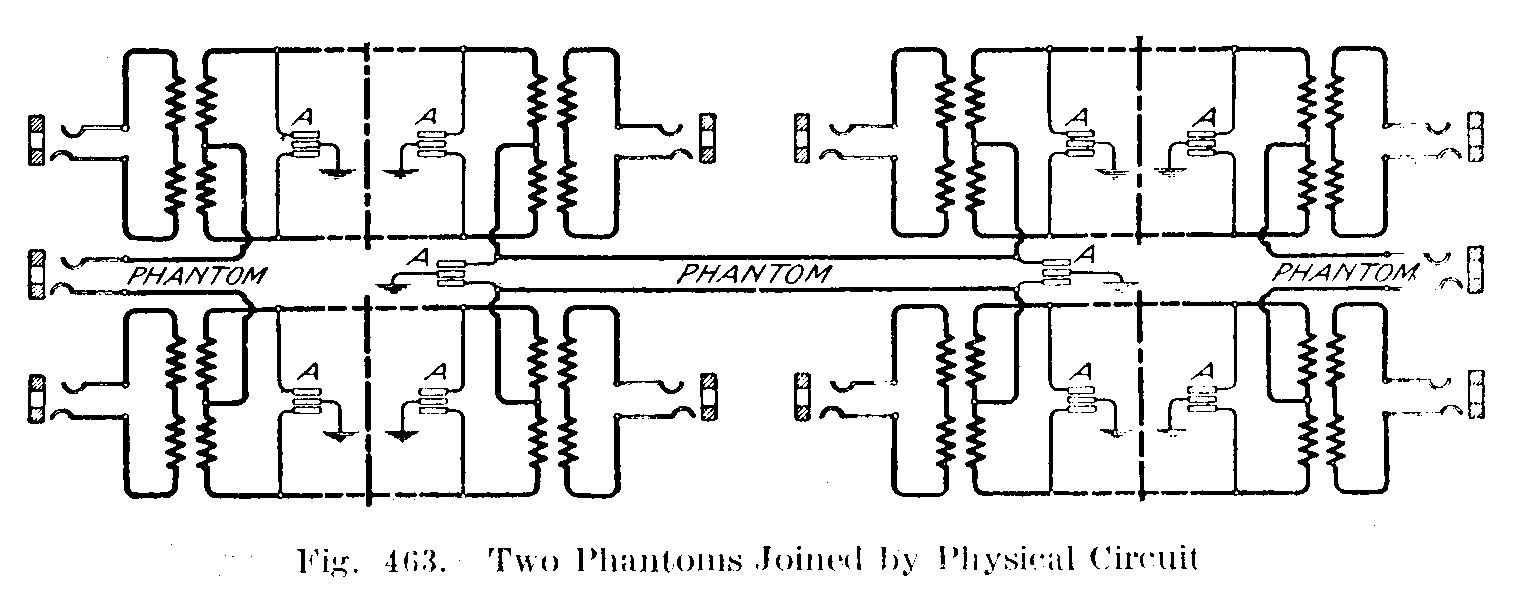 A A A A
A A
PHANTOM PHANTOM PHANTOM
A A A A
Fig. 463. Two Phantoms Joined by Physical Circuit